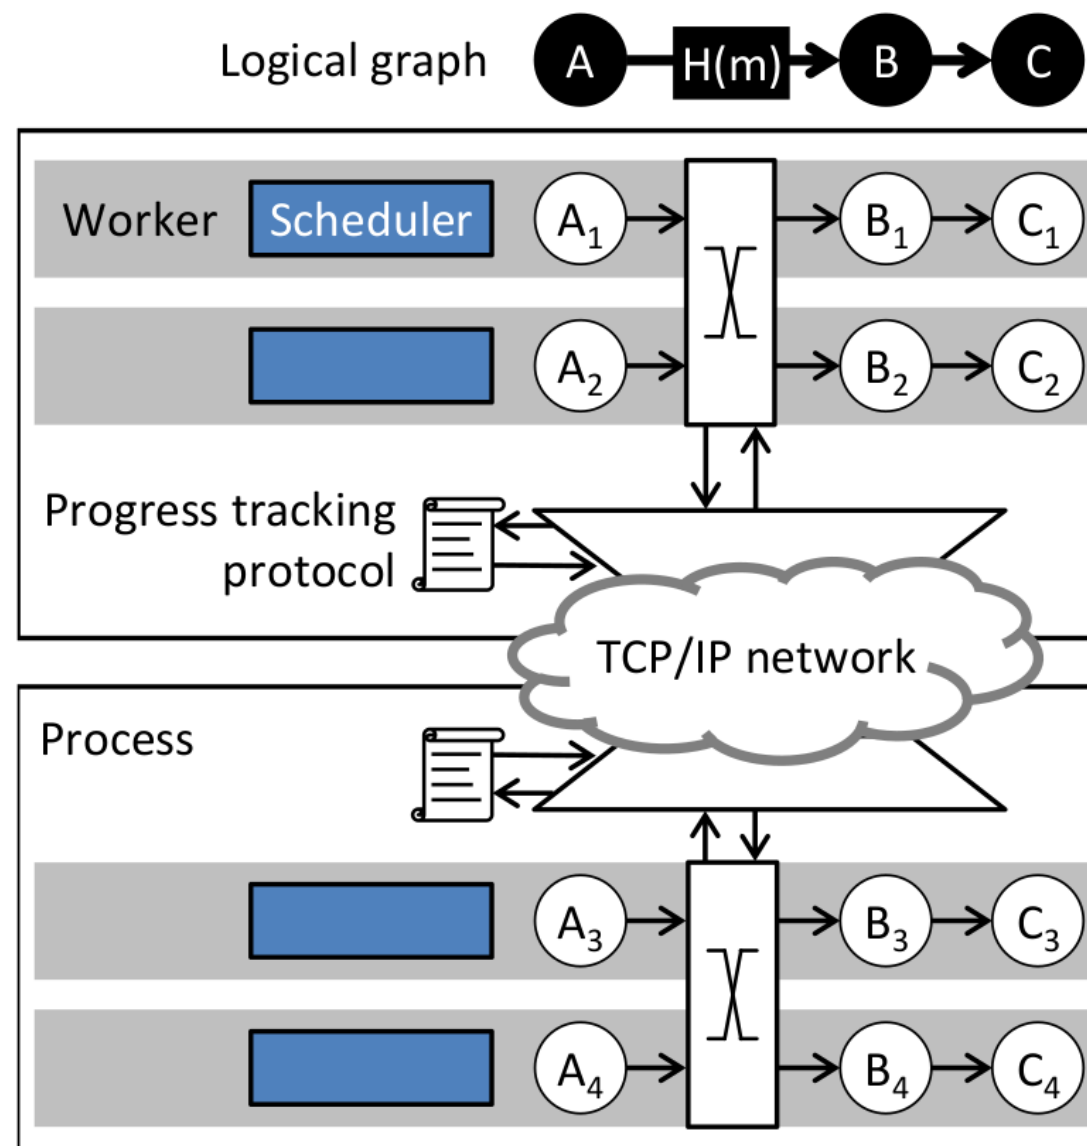 Logical graph A H(m) B C
Worker Scheduler A₁ B₁ C₁
A₂ B₂ C₂
Progress tracking
protocol
TCP/IP network
Process
A₃ B₃ C₃
A₄ B₄ C₄